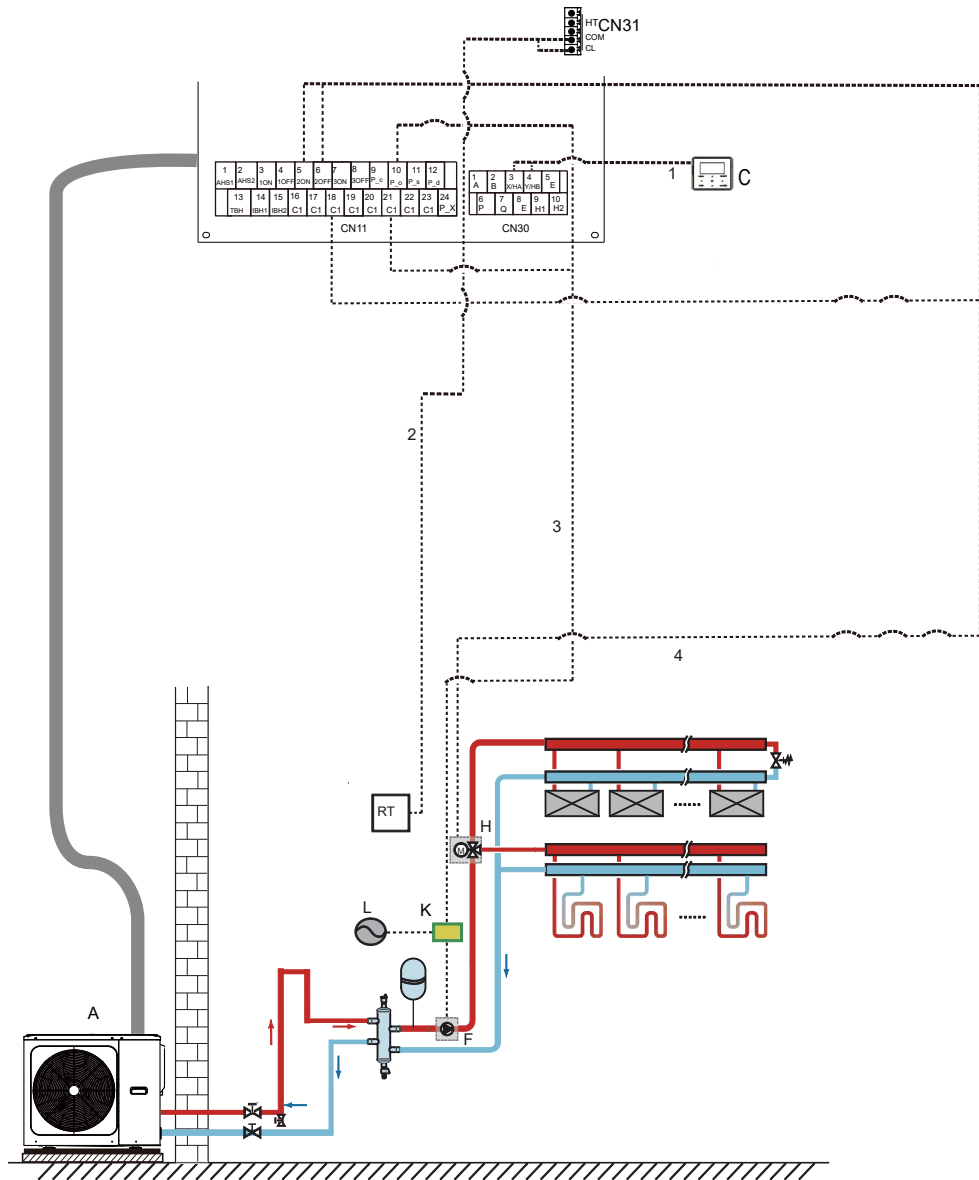 HT CN31
COM
CL
1 2 3 4 5 6 7 8 9 10 11 12
AHS1 AHS2 1ON 1OFF 2ON 2OFF 3ON 3OFF P_c P_o P_s P_d
13 14 15 16 17 18 19 20 21 22 23 24
TBH IBH1 IBH2 C1 C1 C1 C1 C1 C1 C1 C1 P_X
CN11
1 2 3 4 5
A B X/HA Y/HB E
6 7 8 9 10
P Q E H1 H2
CN30
1 C
2
3
4
RT
H
M
L K
F
A